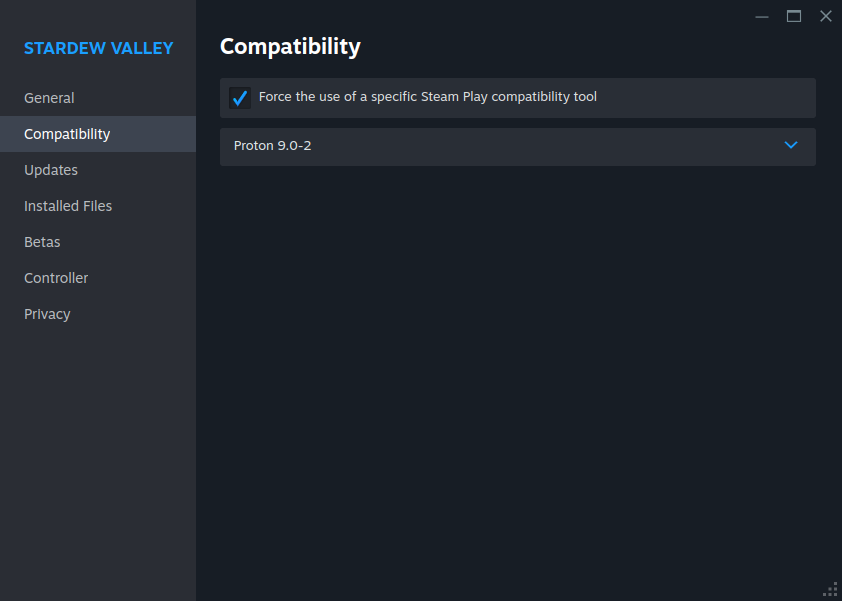 STARDEW VALLEY
General
Compatibility
Updates
Installed Files
Betas
Controller
Privacy
Compatibility
Force the use of a specific Steam Play compatibility tool
Proton 9.0-2